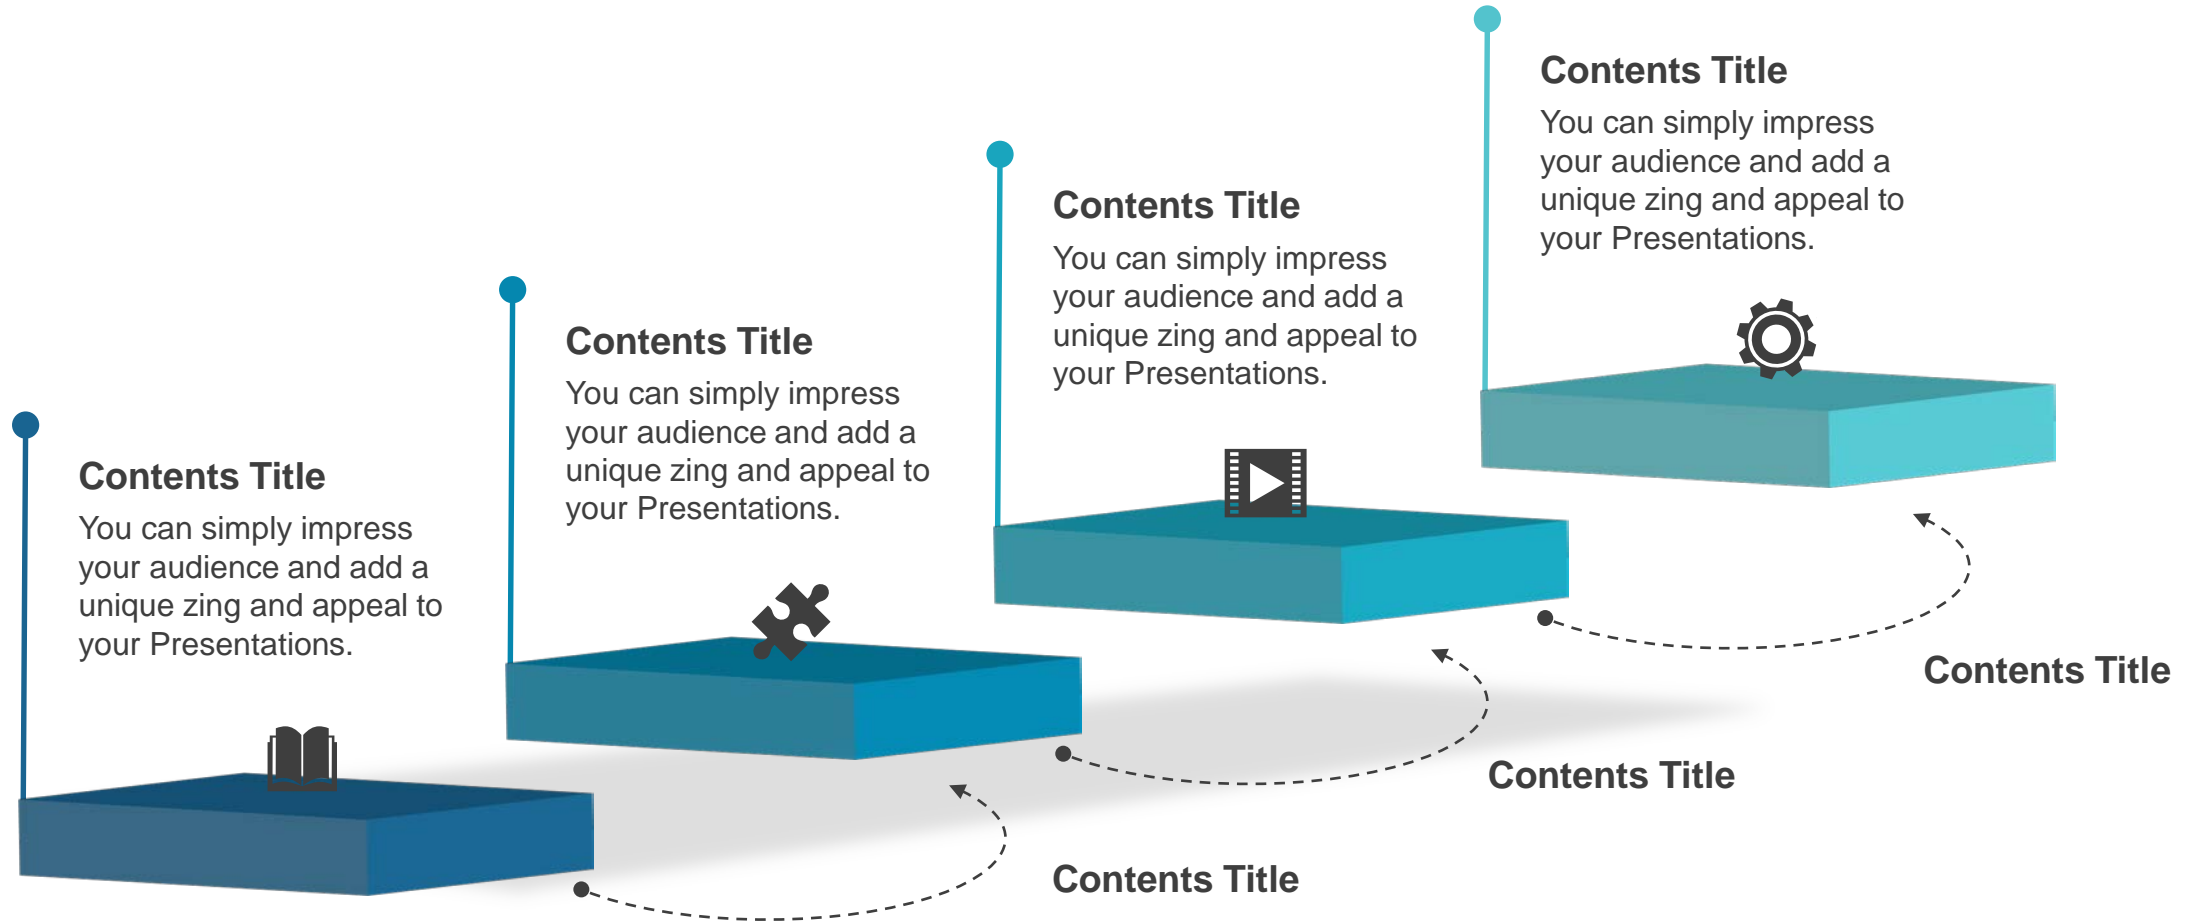 Contents Title
You can simply impress
your audience and add a
unique zing and appeal to
your Presentations.
Contents Title
You can simply impress
your audience and add a
unique zing and appeal to
your Presentations.
Contents Title
You can simply impress
your audience and add a
unique zing and appeal to
your Presentations.
Contents Title
You can simply impress
your audience and add a
unique zing and appeal to
your Presentations.
Contents Title
Contents Title
Contents Title